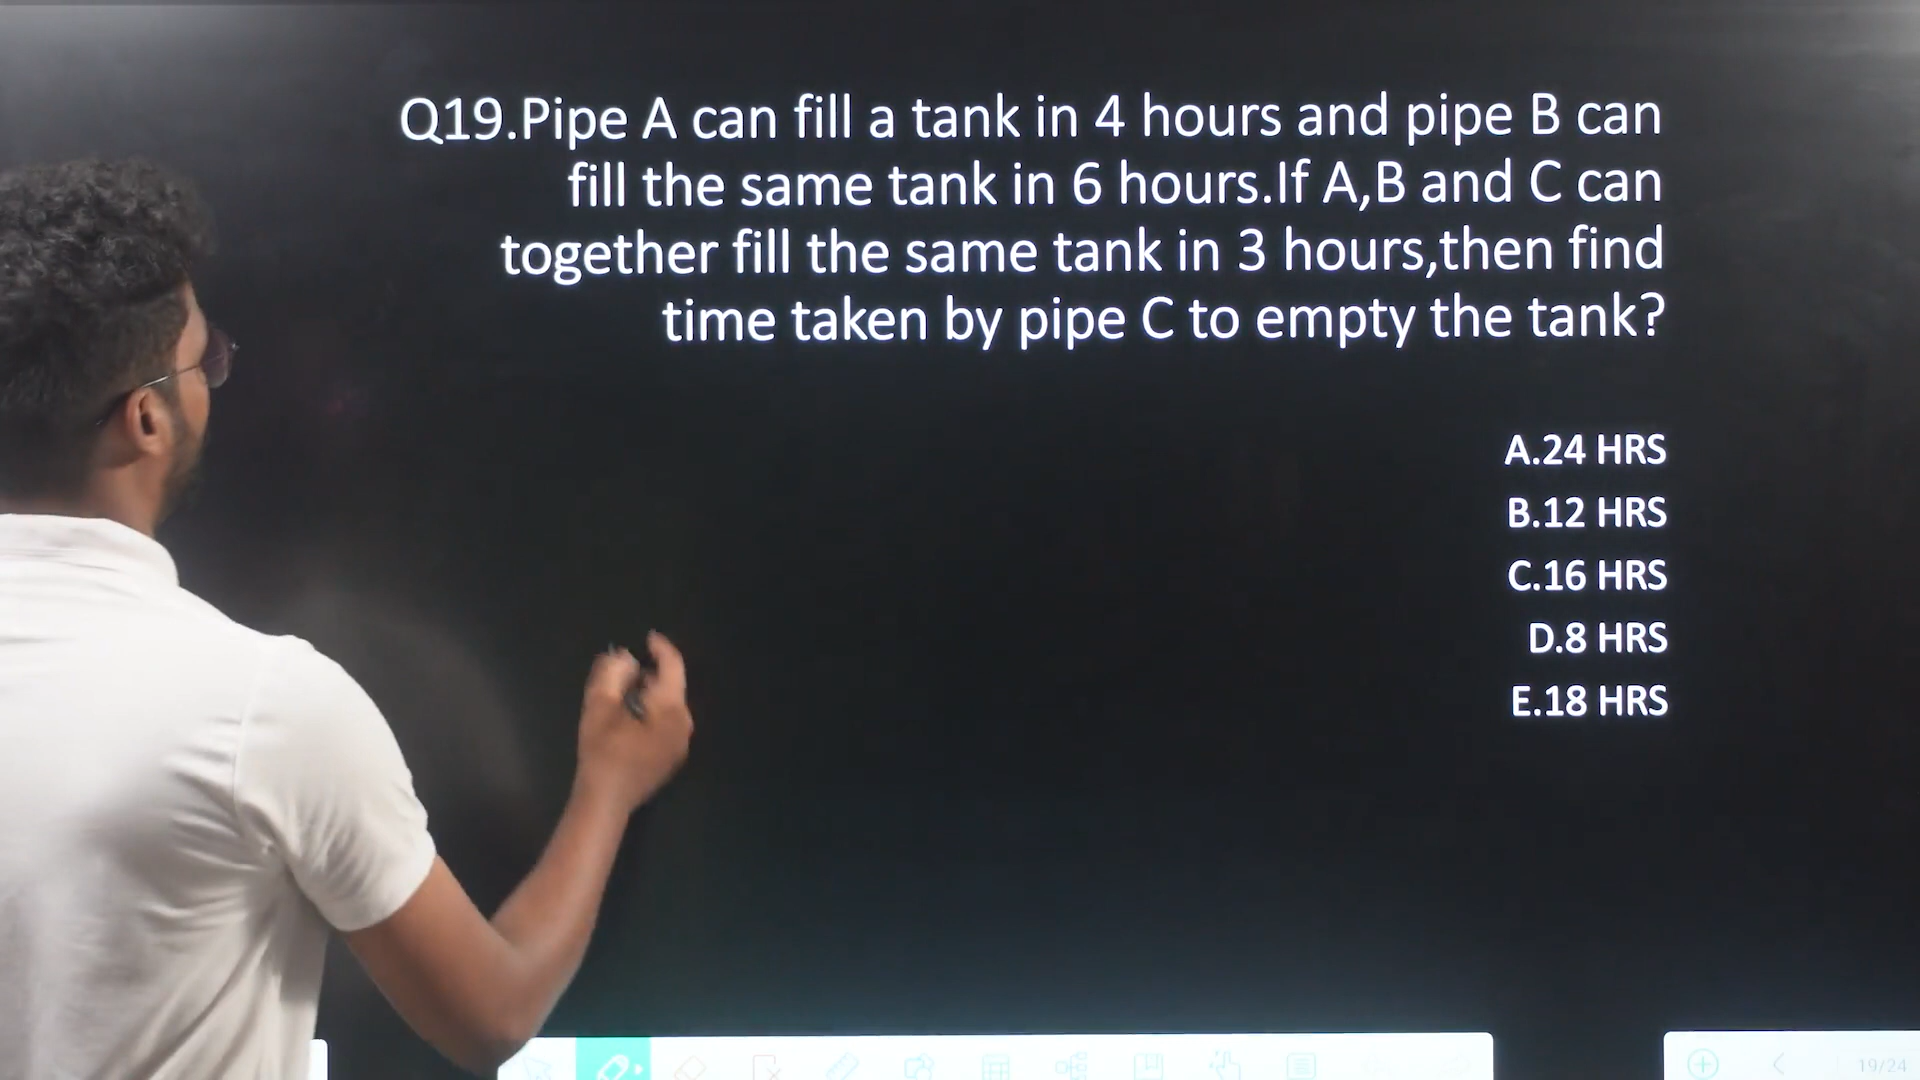 Q19.Pipe A can fill a tank in 4 hours and pipe B can
fill the same tank in 6 hours.If A,B and C can
together fill the same tank in 3 hours,then find
time taken by pipe C to empty the tank?
A.24 HRS
B.12 HRS
C.16 HRS
D.8 HRS
E.18 HRS
19/24